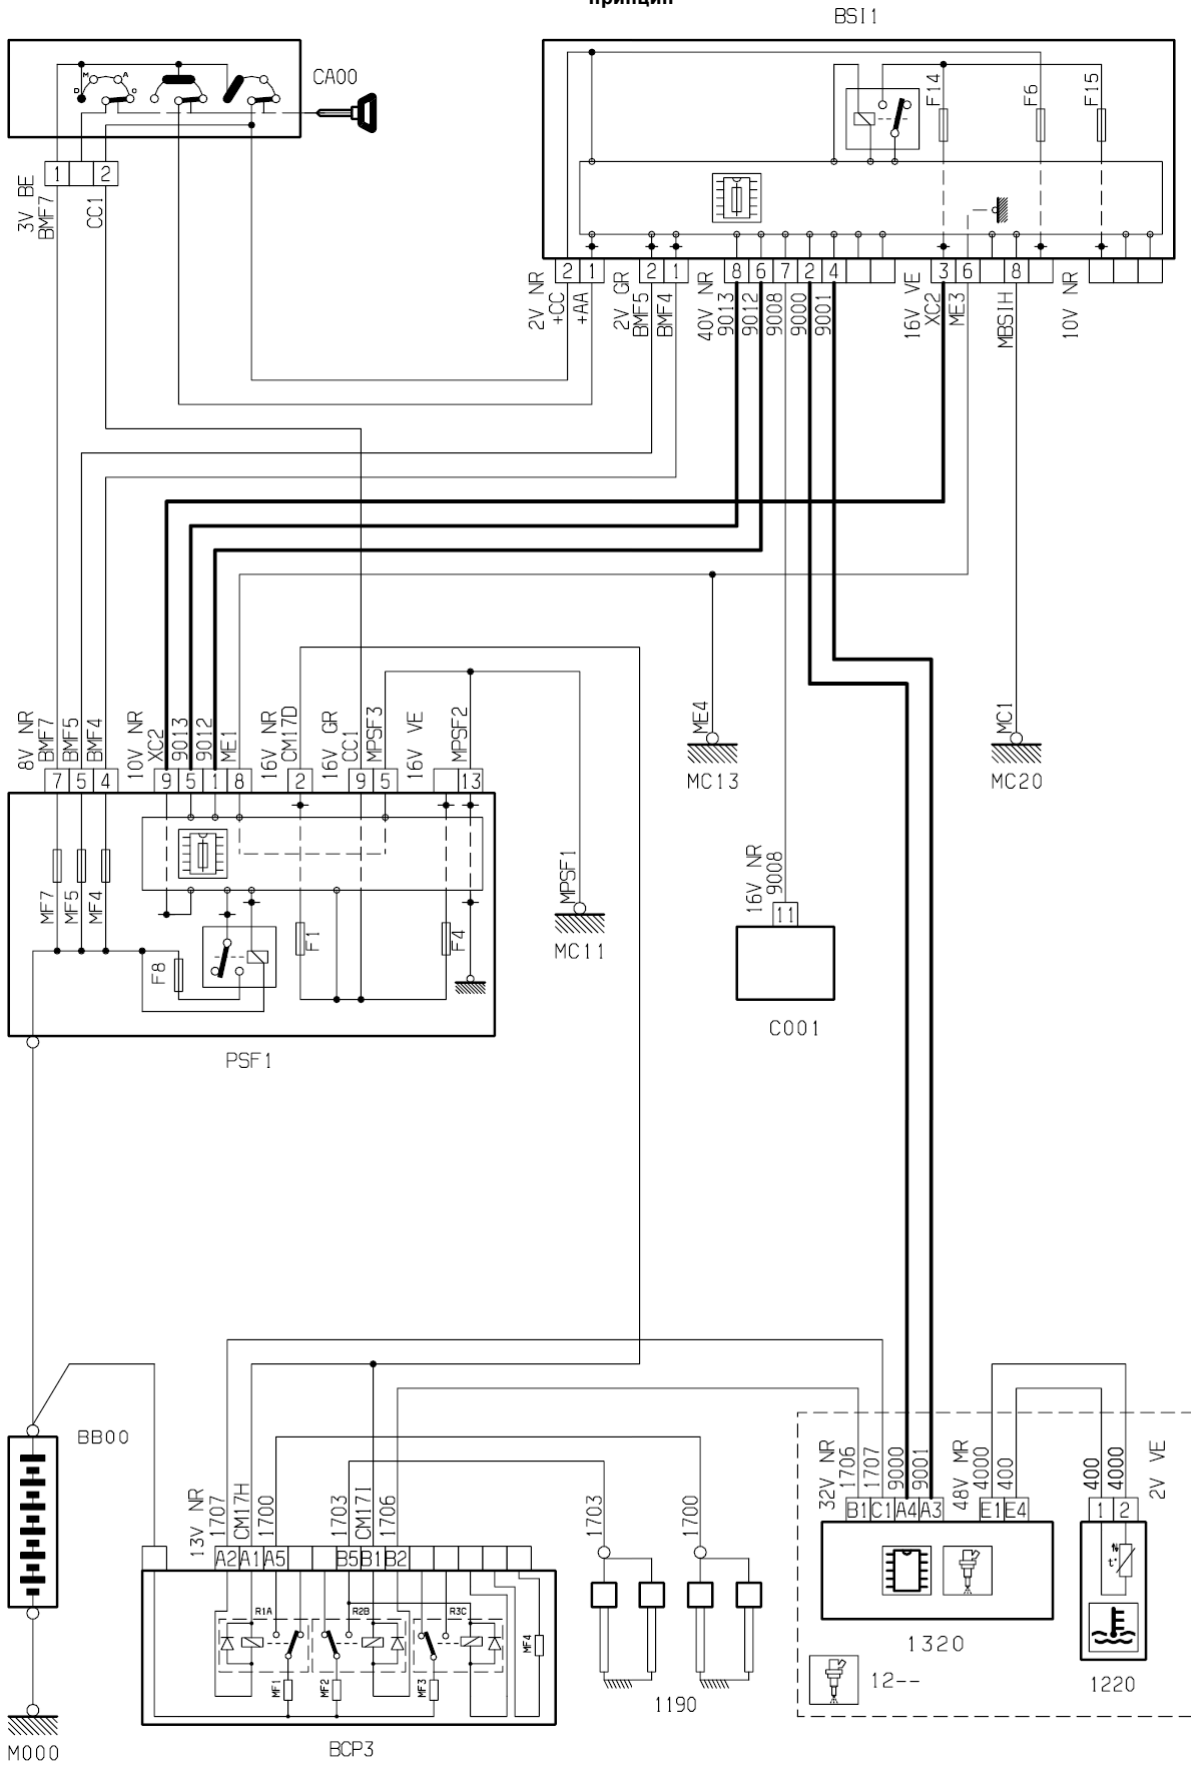 принцип
BSI1
CA00
M
A
D
C
F14
F6
F15
1
2
3V BE
BMF7
CC1
2
1
2
1
8
6
7
2
4
3
6
8
2V NR
+CC
+AA
2V GR
BMF5
BMF4
40V NR
9013
9012
9008
9000
9001
16V VE
XC2
ME3
MBSIH
10V NR
8V NR
BMF7
BMF5
BMF4
10V NR
XC2
9013
9012
ME1
16V NR
CM17D
16V GR
CC1
MPSF3
16V VE
MPSF2
7
5
4
9
5
1
8
2
9
5
13
ME4
MC13
MC1
MC20
MF7
MF5
MF4
F8
F1
F4
MPSF1
MC11
16V NR
9008
11
C001
PSF1
BB00
M000
13V NR
1707
CM17H
1700
1703
CM17I
1706
A2
A1
A5
B5
B1
B2
R1A
R2B
R3C
MF1
MF2
MF3
MF4
BCP3
1703
1700
1190
32V NR
1706
1707
9000
9001
48V MR
4000
400
B1
C1
A4
A3
E1
E4
1320
12--
400
4000
2V VE
1
2
t°
1220